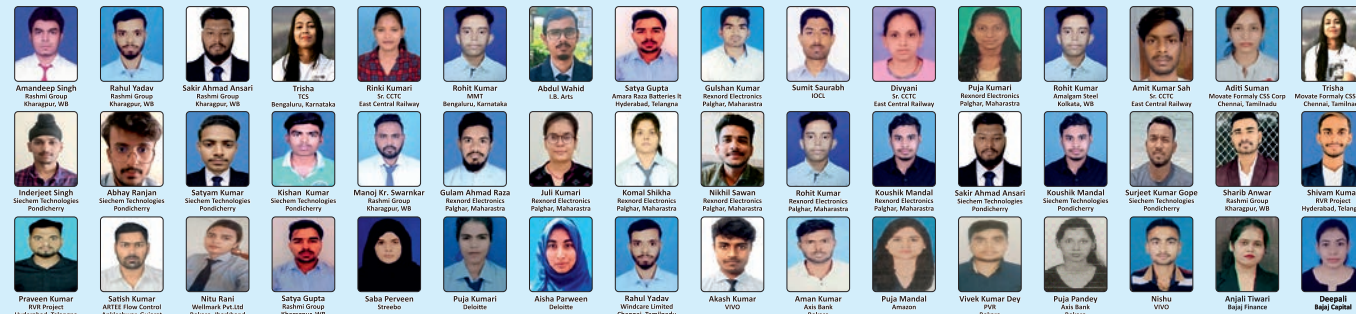 Amandeep Singh
Rashmi Group
Kharagpur, WB
Rahul Yadav
Rashmi Group
Kharagpur, WB
Sakir Ahmad Ansari
Rashmi Group
Kharagpur, WB
Trisha
TCS
Bengaluru, Karnataka
Rinki Kumari
Sr. CCTC
East Central Railway
Rohit Kumar
MMT
Bengaluru, Karnataka
Abdul Wahid
I.B. Arts
Satya Gupta
Amara Raza Batteries lt
Hyderabad, Telangna
Gulshan Kumar
Rexnord Electronics
Palghar, Maharastra
Sumit Saurabh
IOCL
Divyani
Sr. CCTC
East Central Railway
Puja Kumari
Rexnord Electronics
Palghar, Maharastra
Rohit Kumar
Amalgam Steel
Kolkata, WB
Amit Kumar Sah
Sr. CCTC
East Central Railway
Aditi Suman
Movate Formaly CSS Corp
Chennai, Tamilnadu
Trisha
Movate Formaly CSS
Chennai,
Inderjeet Singh
Siechem Technologies
Pondicherry
Abhay Ranjan
Siechem Technologies
Pondicherry
Satyam Kumar
Siechem Technologies
Pondicherry
Kishan Kumar
Siechem Technologies
Pondicherry
Manoj Kr. Swarnkar
Rashmi Group
Kharagpur, WB
Gulam Ahmad Raza
Rexnord Electronics
Palghar, Maharastra
Juli Kumari
Rexnord Electronics
Palghar, Maharastra
Komal Shikha
Rexnord Electronics
Palghar, Maharastra
Nikhil Sawan
Rexnord Electronics
Palghar, Maharastra
Rohit Kumar
Rexnord Electronics
Palghar, Maharastra
Koushik Mandal
Rexnord Electronics
Palghar, Maharastra
Sakir Ahmad Ansari
Siechem Technologies
Pondicherry
Koushik Mandal
Siechem Technologies
Pondicherry
Surjeet Kumar Gope
Siechem Technologies
Pondicherry
Sharib Anwar
Rashmi Group
Kharagpur, WB
Shivam Kumar
RVR Project
Hyderabad,
Praveen Kumar
RVR Project
Hyderabad, Telangna
Satish Kumar
ARTEE Flow Control
Nitu Rani
Wellmark Pvt.Ltd
Satya Gupta
Rashmi Group
Saba Perveen
Streebo
Puja Kumari
Deloitte
Aisha Parween
Deloitte
Rahul Yadav
Windcare Limited
Chennai, Tamilnadu
Akash Kumar
VIVO
Aman Kumar
Axis Bank
Puja Mandal
Amazon
Vivek Kumar Dey
PVR
Puja Pandey
Axis Bank
Nishu
VIVO
Anjali Tiwari
Bajaj Finance
Deepali
Bajaj Capital